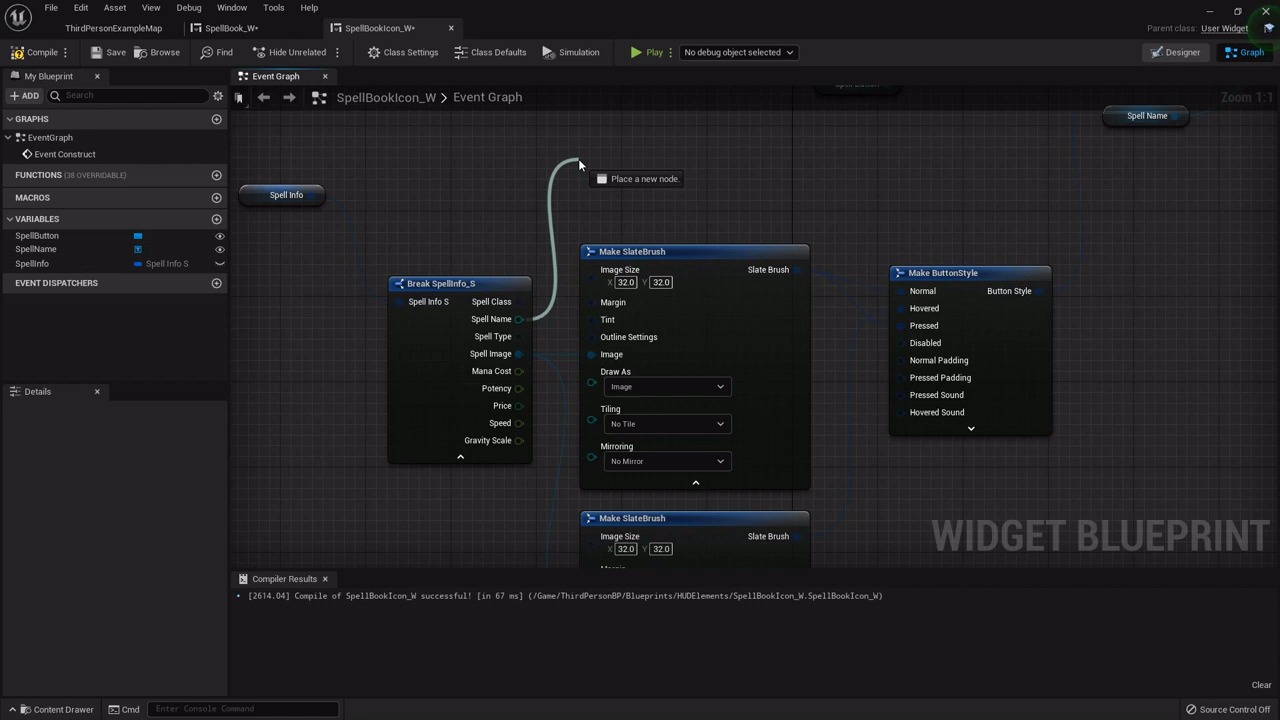 File Edit Asset View Debug Window Tools Help
ThirdPersonExampleMap SpellBook_W* SpellBookIcon_W*
Parent class: User Widget
Compile Save Browse Find Hide Unrelated Class Settings Class Defaults Simulation Play No debug object selected Designer Graph
My Blueprint Event Graph
ADD Search SpellBookIcon_W > Event Graph Zoom 1:1
GRAPHS
EventGraph
Event Construct
FUNCTIONS (38 OVERRIDABLE)
MACROS
VARIABLES
SpellButton
SpellName
SpellInfo Spell Info S
EVENT DISPATCHERS
Details
Spell Name
Place a new node.
Spell Info
Break SpellInfo_S
Spell Info S Spell Class
Spell Name
Spell Type
Spell Image
Mana Cost
Potency
Price
Speed
Gravity Scale
Make SlateBrush
Image Size Slate Brush
X 32.0 Y 32.0
Margin
Tint
Outline Settings
Image
Draw As
Image
Tiling
No Tile
Mirroring
No Mirror
Make SlateBrush
Image Size Slate Brush
X 32.0 Y 32.0
Make ButtonStyle
Normal Button Style
Hovered
Pressed
Disabled
Normal Padding
Pressed Padding
Pressed Sound
Hovered Sound
WIDGET BLUEPRINT
Compiler Results
[2614.04] Compile of SpellBookIcon_W successful! [in 67 ms] (/Game/ThirdPersonBP/Blueprints/HUDElements/SpellBookIcon_W.SpellBookIcon_W)
Clear
Content Drawer Cmd Enter Console Command Source Control Off